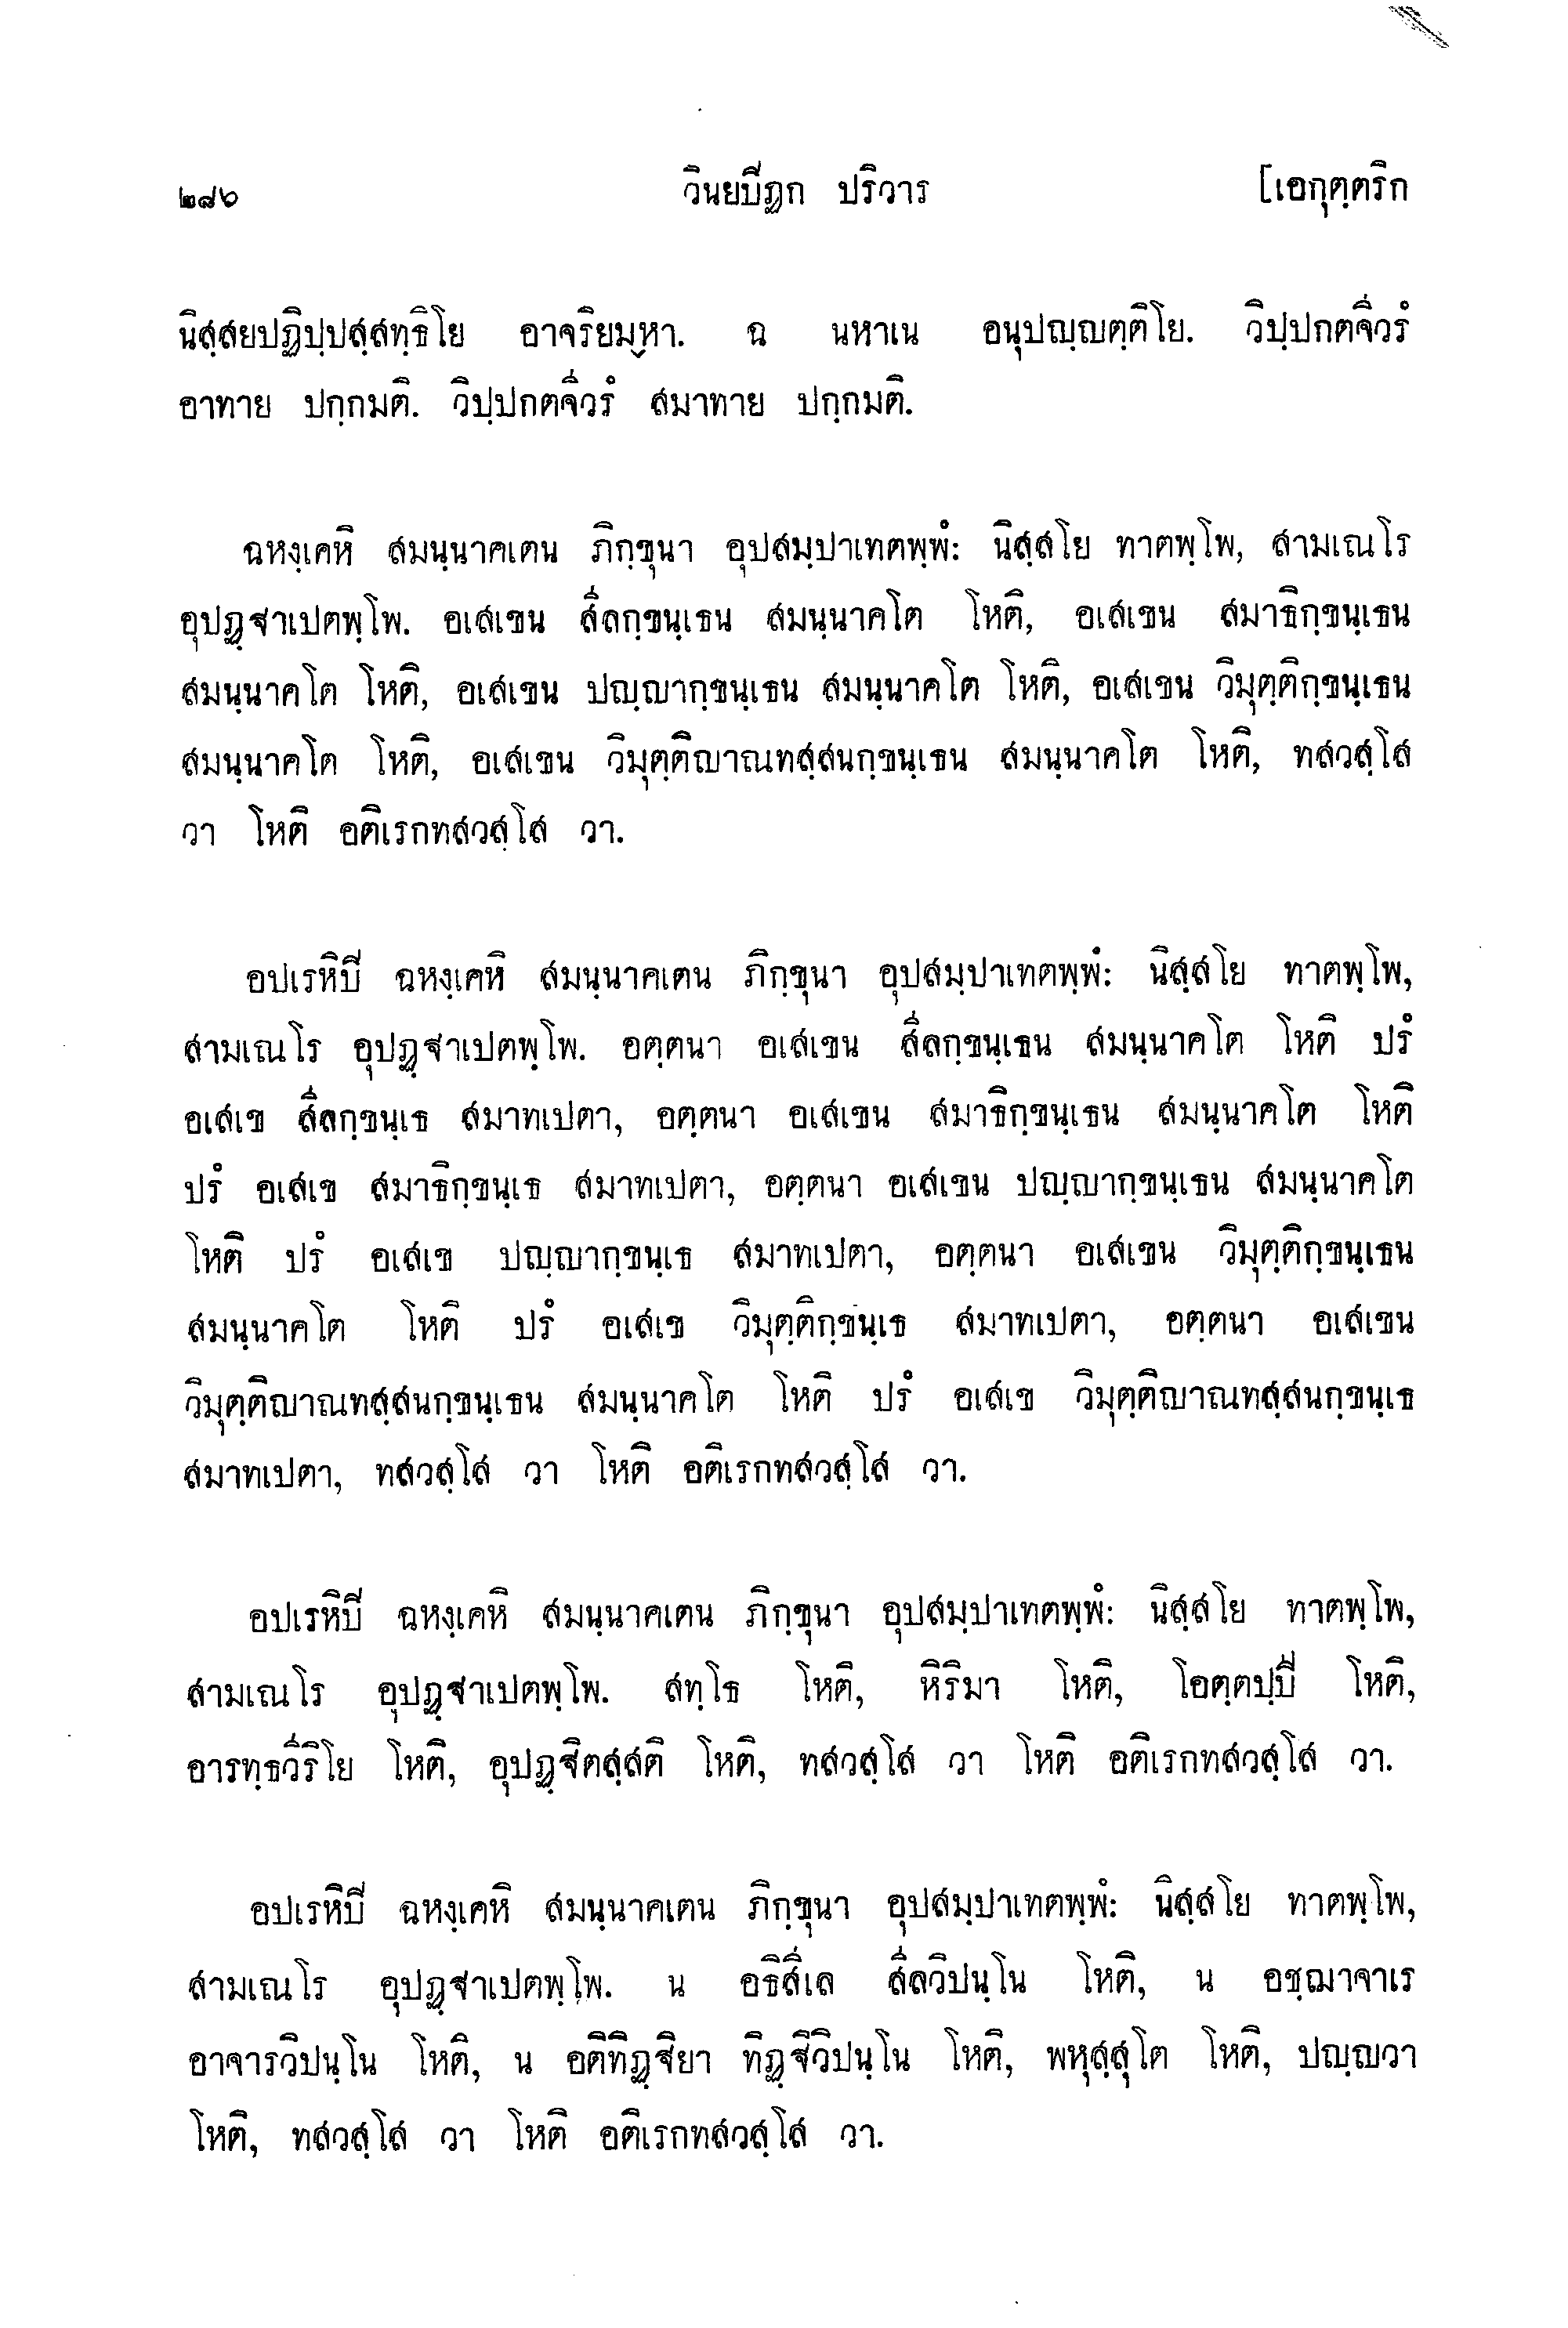 ๒๘๖ วินยปีฏก ปริวาร [เอกุตฺตริก
นิสฺสยปฏิปฺปสฺสทฺธิโย อาจริยมฺหา. ฉ นหาเน อนุปญฺญตฺติโย. วิปฺปกตจีวรํ
อาทาย ปกฺกมติ. วิปฺปกตจีวรํ สมาทาย ปกฺกมติ.
ฉหงฺเคหิ สมนฺนาคเตน ภิกฺขุนา อุปสมฺปาเทตพฺพํ: นิสฺสโย ทาตพฺโพ, สามเณโร
อุปฏฺฐาเปตพฺโพ. อเสเขน สีลกฺขนฺเธน สมนฺนาคโต โหติ, อเสเขน สมาธิกฺขนฺเธน
สมนฺนาคโต โหติ, อเสเขน ปญฺญากฺขนฺเธน สมนฺนาคโต โหติ, อเสเขน วิมุตฺติกฺขนฺเธน
สมนฺนาคโต โหติ, อเสเขน วิมุตฺติญาณทสฺสนกฺขนฺเธน สมนฺนาคโต โหติ, ทสวสฺโส
วา โหติ อติเรกทสวสฺโส วา.
อปเรหิปี ฉหงฺเคหิ สมนฺนาคเตน ภิกฺขุนา อุปสมฺปาเทตพฺพํ: นิสฺสโย ทาตพฺโพ,
สามเณโร อุปฏฺฐาเปตพฺโพ. อตฺตนา อเสเขน สีลกฺขนฺเธน สมนฺนาคโต โหติ ปรํ
อเสเข สีลกฺขนฺเธ สมาทเปตา, อตฺตนา อเสเขน สมาธิกฺขนฺเธน สมนฺนาคโต โหติ
ปรํ อเสเข สมาธิกฺขนฺเธ สมาทเปตา, อตฺตนา อเสเขน ปญฺญากฺขนฺเธน สมนฺนาคโต
โหติ ปรํ อเสเข ปญฺญากฺขนฺเธ สมาทเปตา, อตฺตนา อเสเขน วิมุตฺติกฺขนฺเธน
สมนฺนาคโต โหติ ปรํ อเสเข วิมุตฺติกฺขนฺเธ สมาทเปตา, อตฺตนา อเสเขน
วิมุตฺติญาณทสฺสนกฺขนฺเธน สมนฺนาคโต โหติ ปรํ อเสเข วิมุตฺติญาณทสฺสนกฺขนฺเธ
สมาทเปตา, ทสวสฺโส วา โหติ อติเรกทสวสฺโส วา.
อปเรหิปี ฉหงฺเคหิ สมนฺนาคเตน ภิกฺขุนา อุปสมฺปาเทตพฺพํ: นิสฺสโย ทาตพฺโพ,
สามเณโร อุปฏฺฐาเปตพฺโพ. สทฺโธ โหติ, หิริมา โหติ, โอตฺตปฺปี โหติ,
อารทฺธวีริโย โหติ, อุปฏฺฐิตสฺสติ โหติ, ทสวสฺโส วา โหติ อติเรกทสวสฺโส วา.
อปเรหิปี ฉหงฺเคหิ สมนฺนาคเตน ภิกฺขุนา อุปสมฺปาเทตพฺพํ: นิสฺสโย ทาตพฺโพ,
สามเณโร อุปฏฺฐาเปตพฺโพ. น อธิสีเล สีลวิปนฺโน โหติ, น อชฺฌาจาเร
อาจารวิปนฺโน โหติ, น อติทิฏฺฐิยา ทิฏฺฐิวิปนฺโน โหติ, พหุสฺสุโต โหติ, ปญฺญวา
โหติ, ทสวสฺโส วา โหติ อติเรกทสวสฺโส วา.